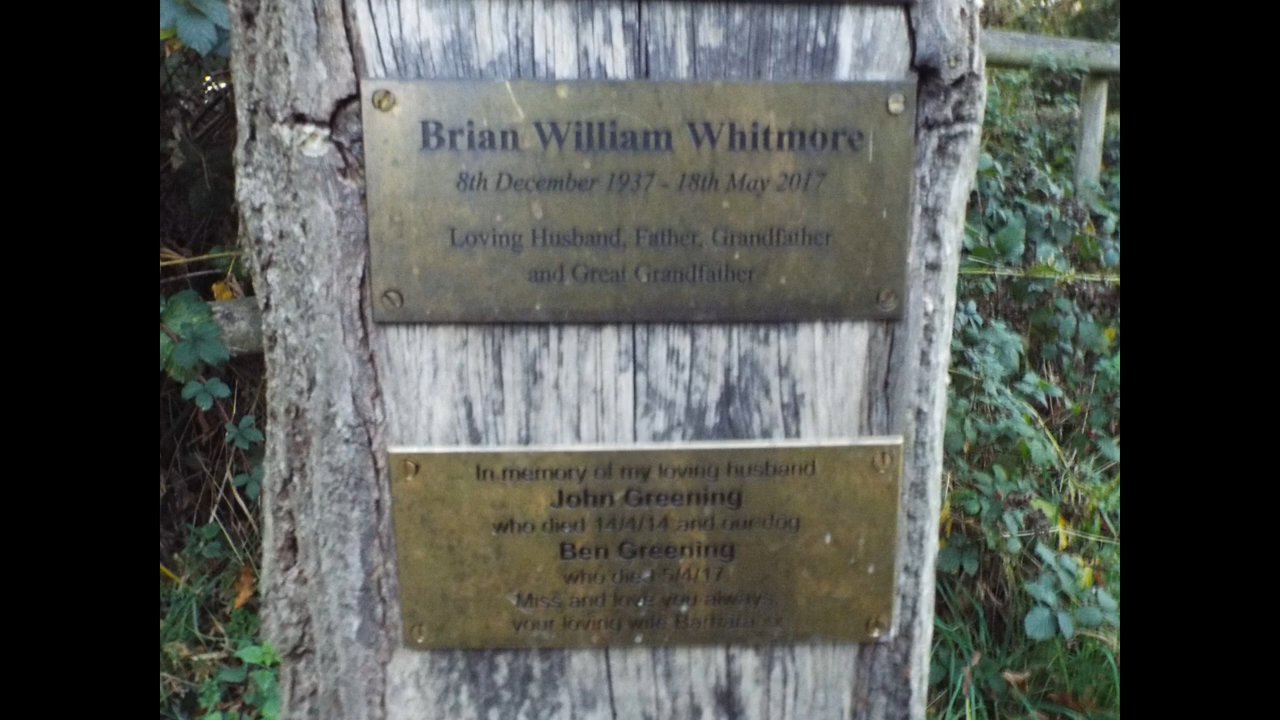 Brian William Whitmore
8th December 1937 - 18th May 2017
Loving Husband, Father, Grandfather
and Great Grandfather
In memory of my loving husband
John Greening
who died 14/4/14 and our dog
Ben Greening
who died 5/4/17
Miss and love you always,
your loving wife Barbara xx